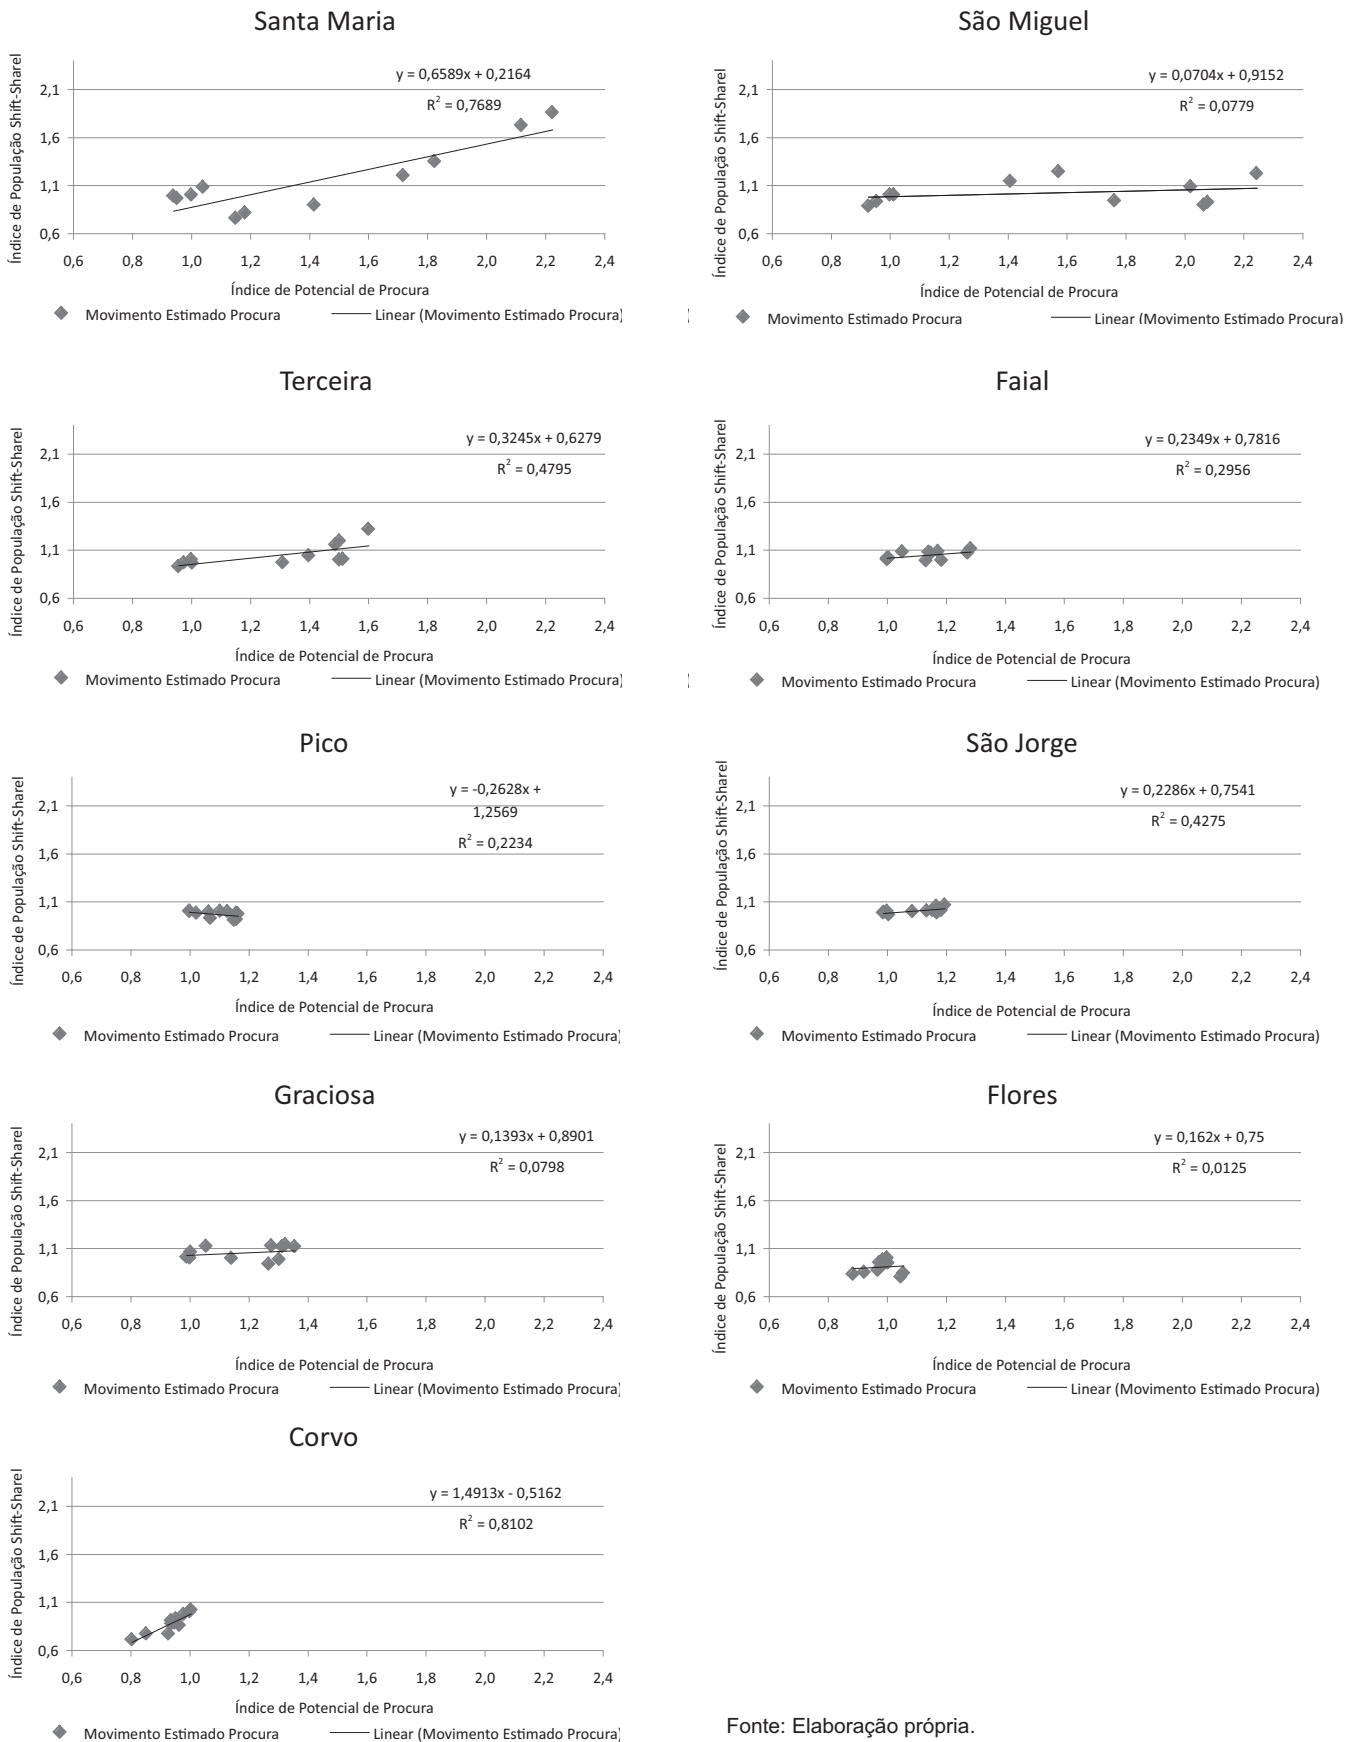 Santa Maria
Índice de População Shift-Sharel
y = 0,6589x + 0,2164
R² = 0,7689
2,1
1,6
1,1
0,6
0,6 0,8 1,0 1,2 1,4 1,6 1,8 2,0 2,2 2,4
Índice de Potencial de Procura
Movimento Estimado Procura Linear (Movimento Estimado Procura)
São Miguel
Índice de População Shift-Sharel
y = 0,0704x + 0,9152
R² = 0,0779
2,1
1,6
1,1
0,6
0,6 0,8 1,0 1,2 1,4 1,6 1,8 2,0 2,2 2,4
Índice de Potencial de Procura
Movimento Estimado Procura Linear (Movimento Estimado Procura)
Terceira
Índice de População Shift-Sharel
y = 0,3245x + 0,6279
R² = 0,4795
2,1
1,6
1,1
0,6
0,6 0,8 1,0 1,2 1,4 1,6 1,8 2,0 2,2 2,4
Índice de Potencial de Procura
Movimento Estimado Procura Linear (Movimento Estimado Procura)
Faial
Índice de População Shift-Sharel
y = 0,2349x + 0,7816
R² = 0,2956
2,1
1,6
1,1
0,6
0,6 0,8 1,0 1,2 1,4 1,6 1,8 2,0 2,2 2,4
Índice de Potencial de Procura
Movimento Estimado Procura Linear (Movimento Estimado Procura)
Pico
Índice de População Shift-Sharel
y = -0,2628x +
1,2569
R² = 0,2234
2,1
1,6
1,1
0,6
0,6 0,8 1,0 1,2 1,4 1,6 1,8 2,0 2,2 2,4
Índice de Potencial de Procura
Movimento Estimado Procura Linear (Movimento Estimado Procura)
São Jorge
Índice de População Shift-Sharel
y = 0,2286x + 0,7541
R² = 0,4275
2,1
1,6
1,1
0,6
0,6 0,8 1,0 1,2 1,4 1,6 1,8 2,0 2,2 2,4
Índice de Potencial de Procura
Movimento Estimado Procura Linear (Movimento Estimado Procura)
Graciosa
Índice de População Shift-Sharel
y = 0,1393x + 0,8901
R² = 0,0798
2,1
1,6
1,1
0,6
0,6 0,8 1,0 1,2 1,4 1,6 1,8 2,0 2,2 2,4
Índice de Potencial de Procura
Movimento Estimado Procura Linear (Movimento Estimado Procura)
Flores
Índice de População Shift-Sharel
y = 0,162x + 0,75
R² = 0,0125
2,1
1,6
1,1
0,6
0,6 0,8 1,0 1,2 1,4 1,6 1,8 2,0 2,2 2,4
Índice de Potencial de Procura
Movimento Estimado Procura Linear (Movimento Estimado Procura)
Corvo
Índice de População Shift-Sharel
y = 1,4913x - 0,5162
R² = 0,8102
2,1
1,6
1,1
0,6
0,6 0,8 1,0 1,2 1,4 1,6 1,8 2,0 2,2 2,4
Índice de Potencial de Procura
Movimento Estimado Procura Linear (Movimento Estimado Procura)
Fonte: Elaboração própria.